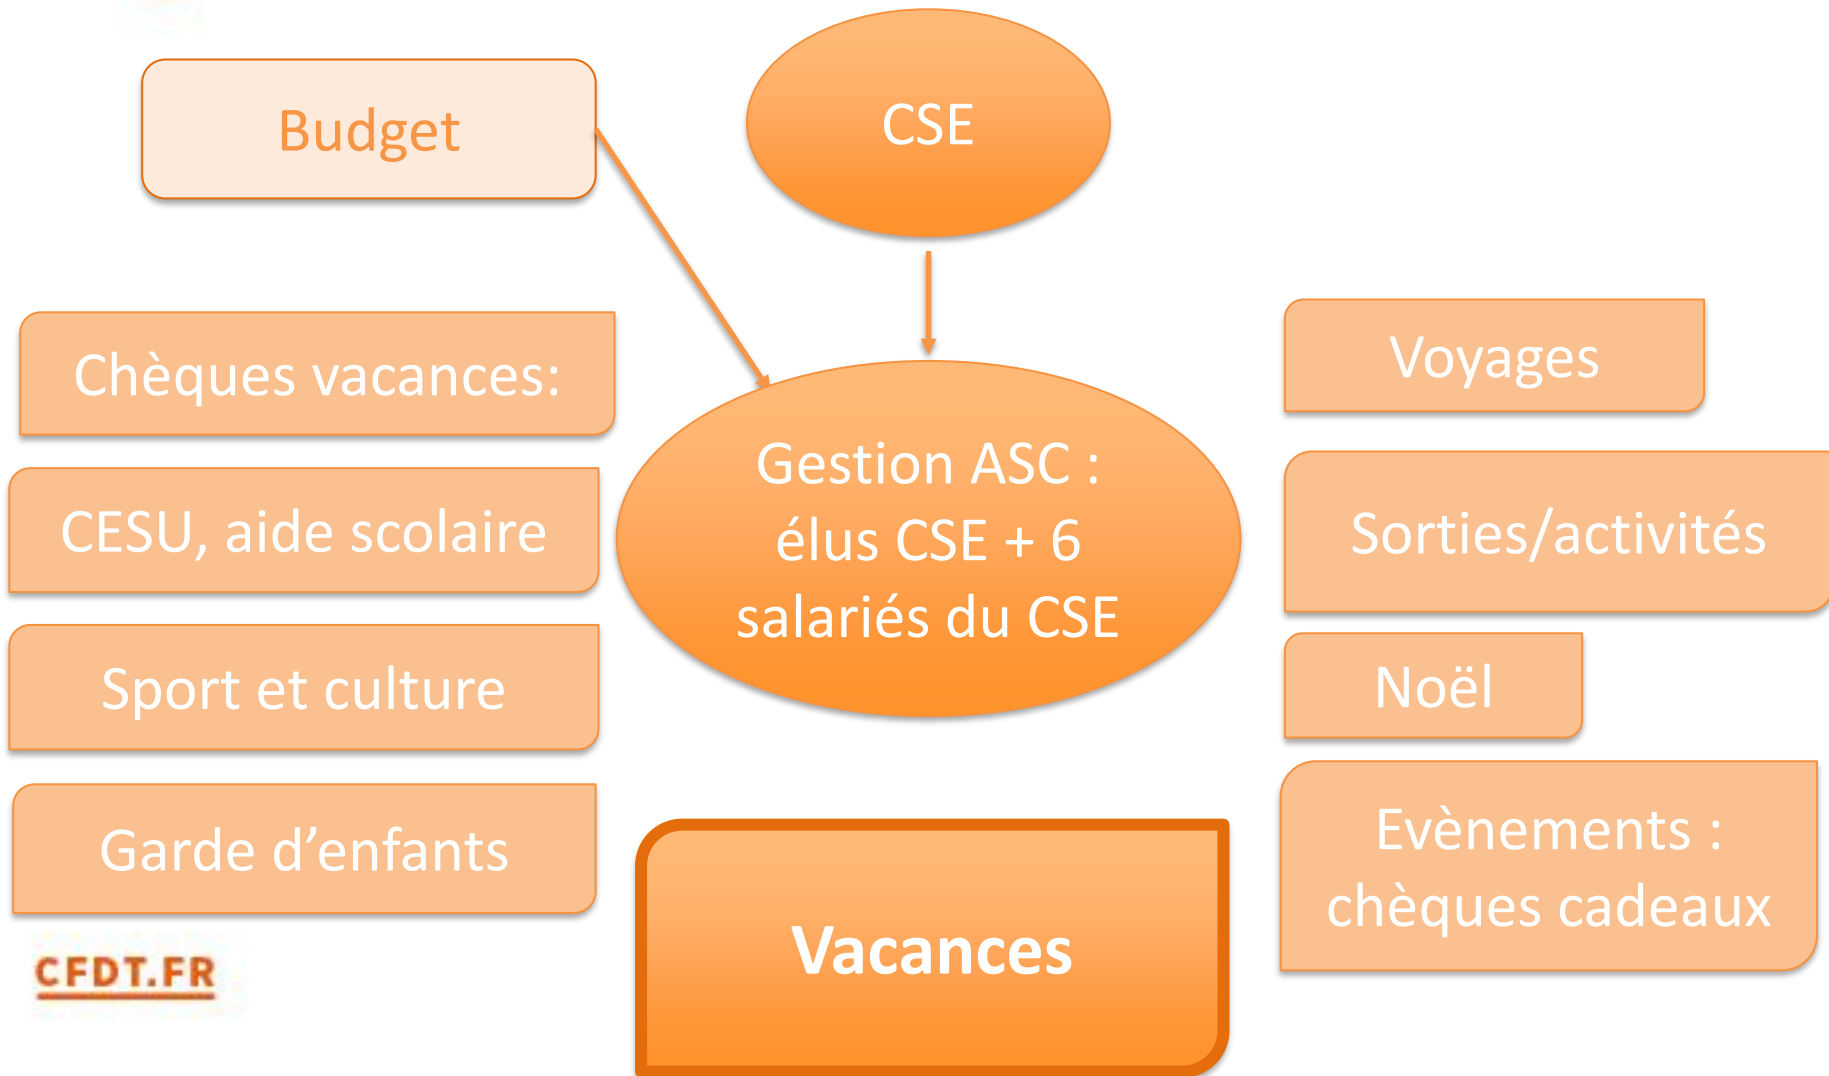 Budget
CSE
Chèques vacances:
CESU, aide scolaire
Sport et culture
Garde d’enfants
Gestion ASC :
élus CSE + 6
salariés du CSE
Vacances
Voyages
Sorties/activités
Noël
Evènements :
chèques cadeaux
CFDT.FR